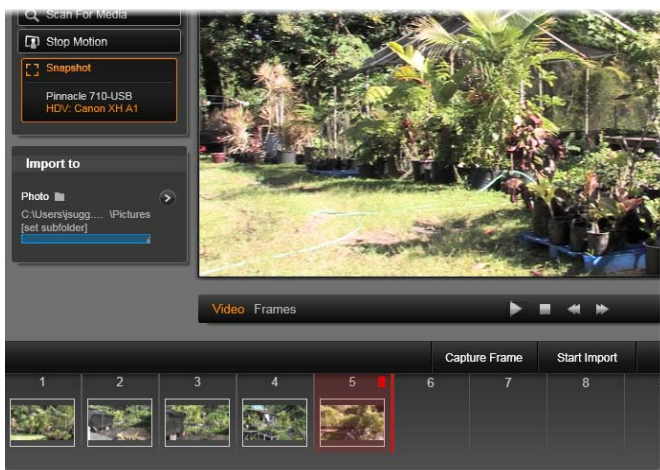 Scan For Media
Stop Motion
Snapshot
Pinnacle 710-USB
HDV: Canon XH A1
Import to
Photo
C:\Users\jsugg.... \Pictures
[set subfolder]
Video Frames
Capture Frame Start Import
1 2 3 4 5 6 7 8